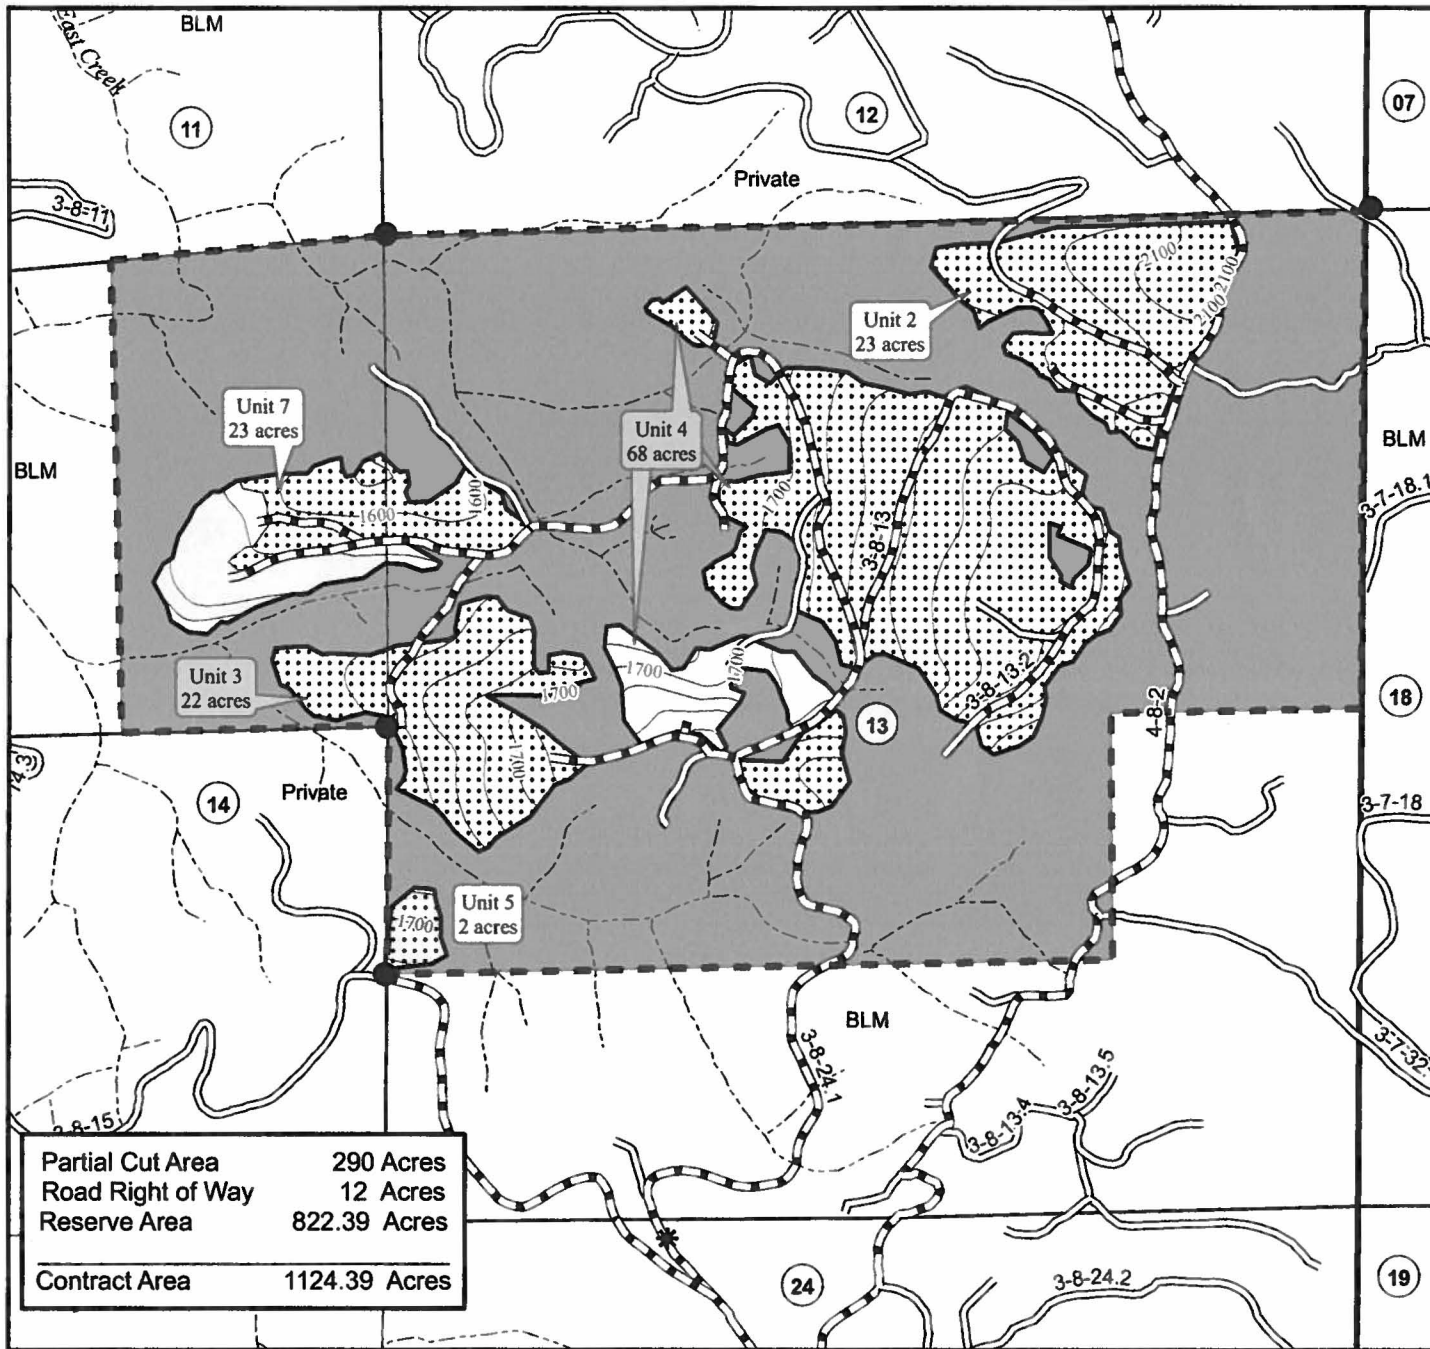 BLM
East Creek
11
12
07
3-8-11
Private
2100
2100
2100
Unit 2
23 acres
Unit 7
23 acres
Unit 4
68 acres
BLM
BLM
3-7-18.1
1600
1600
1700
3-8-13
Unit 3
22 acres
1700
1700
1700
3-8-13.2
4-8-2
18
13
1700
14.3
14
Private
3-7-18
Unit 5
2 acres
1700
BLM
3-8-24.1
3-7-32.
3-8-13.5
3-8-13.4
3-8-15
Partial Cut Area 290 Acres
Road Right of Way 12 Acres
Reserve Area 822.39 Acres
Contract Area 1124.39 Acres
24
3-8-24.2
19